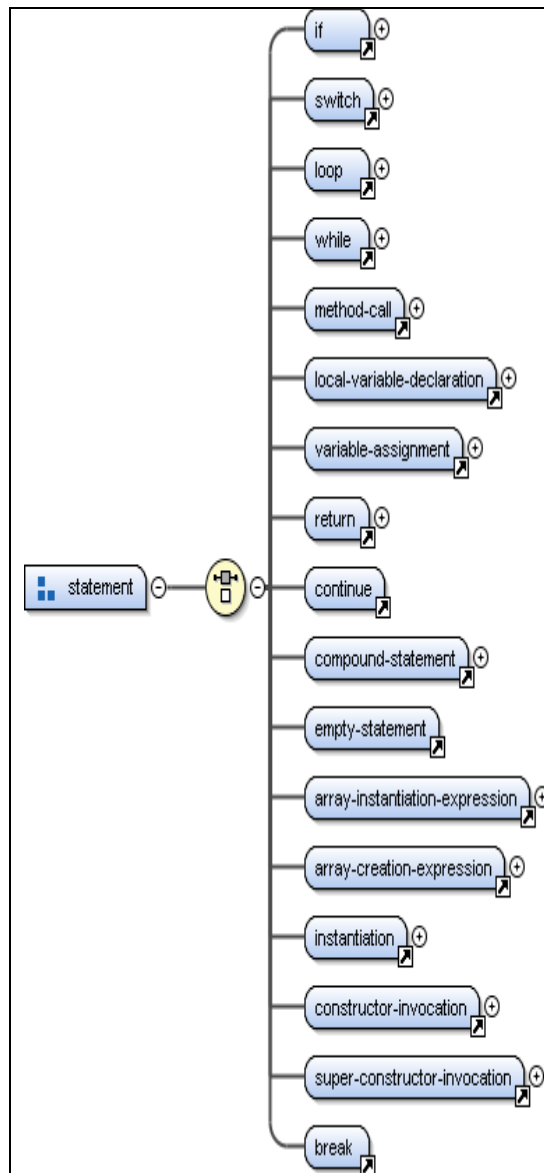 if
switch
loop
while
method-call
local-variable-declaration
variable-assignment
return
statement
continue
compound-statement
empty-statement
array-instantiation-expression
array-creation-expression
instantiation
constructor-invocation
super-constructor-invocation
break